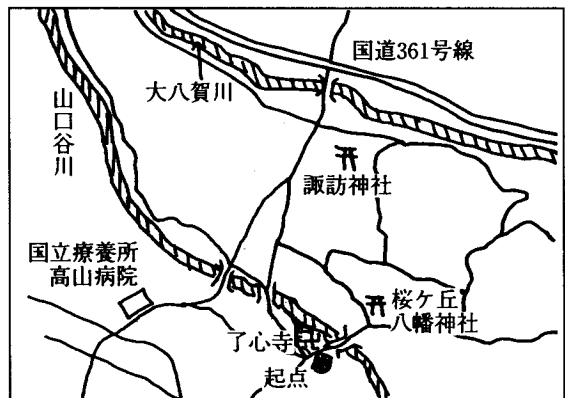 国道361号線
大八賀川
山口谷川
諏訪神社
国立療養所
高山病院
桜ケ丘
八幡神社
了心寺
起点